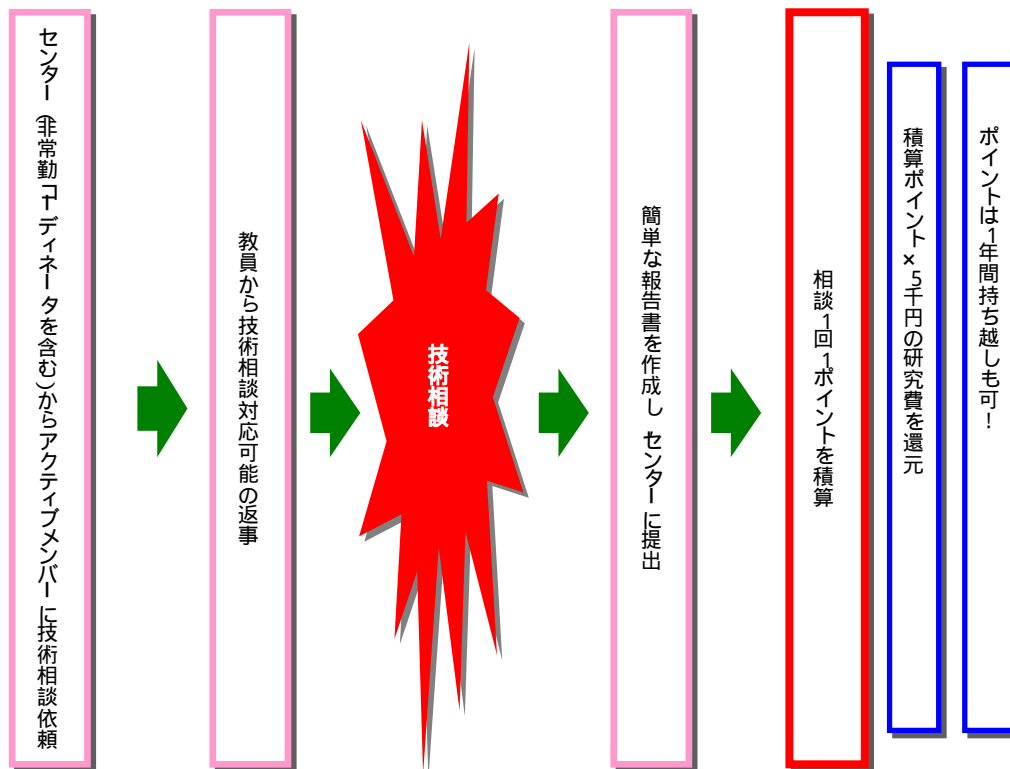 センター(非常勤コーディネータを含む)からアクティブメンバーに技術相談依頼
教員から技術相談対応可能の返事
技術相談
簡単な報告書を作成し センターに提出
相談1回 1ポイントを積算
積算ポイント×5千円の研究費を還元
ポイントは1年間持ち越しも可!